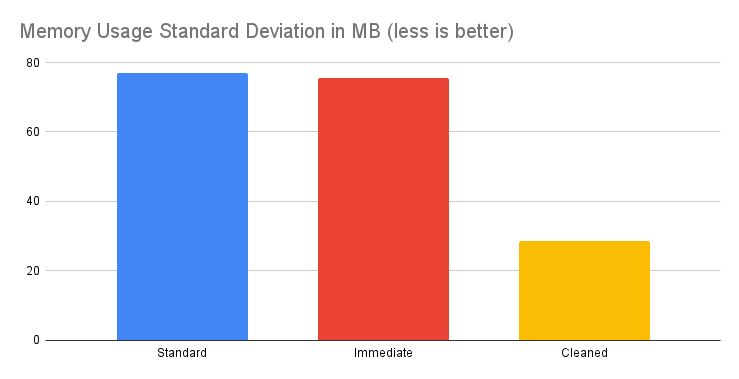 Memory Usage Standard Deviation in MB (less is better)
80
60
40
20
0
Standard Immediate Cleaned